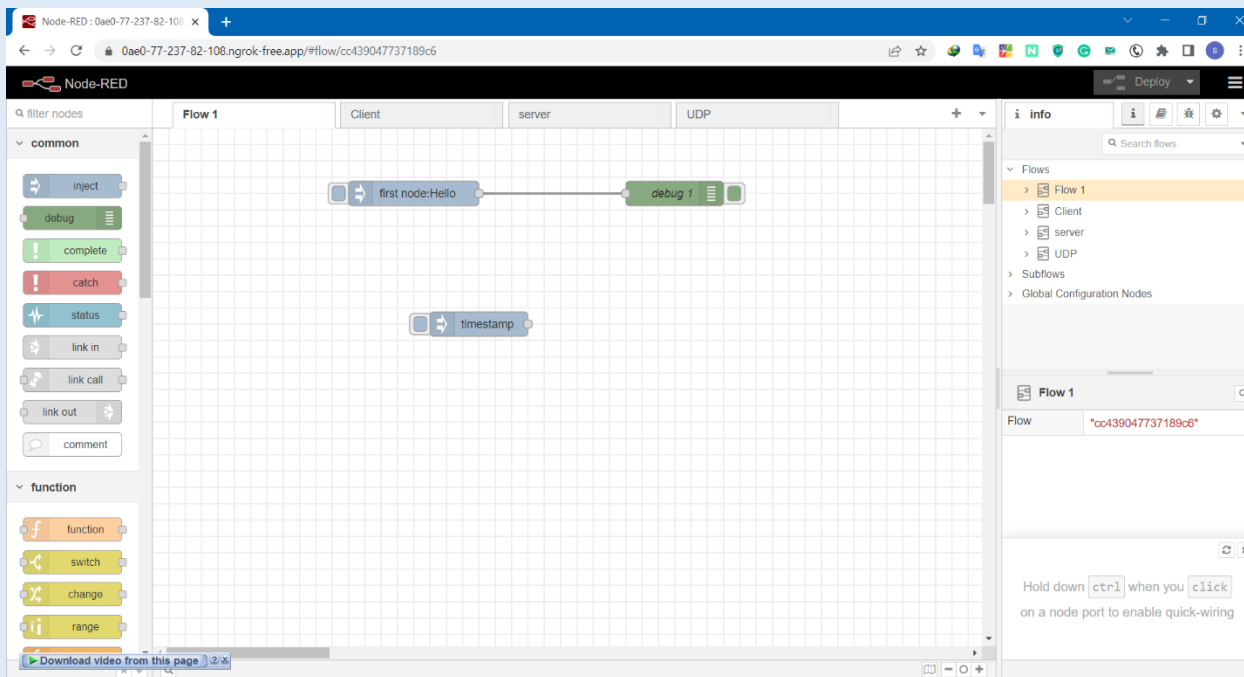 Node-RED : 0ae0-77-237-82-108
0ae0-77-237-82-108.ngrok-free.app/#flow/cc439047737189c6
Node-RED
Deploy
filter nodes
Flow 1
Client
server
UDP
info
Search flows
common
inject
debug
complete
catch
status
link in
link call
link out
comment
function
function
switch
change
range
first node:Hello
debug 1
timestamp
Flows
Flow 1
Client
server
UDP
Subflows
Global Configuration Nodes
Flow 1
Flow "cc439047737189c6"
Hold down ctrl when you click
on a node port to enable quick-wiring
Download video from this page